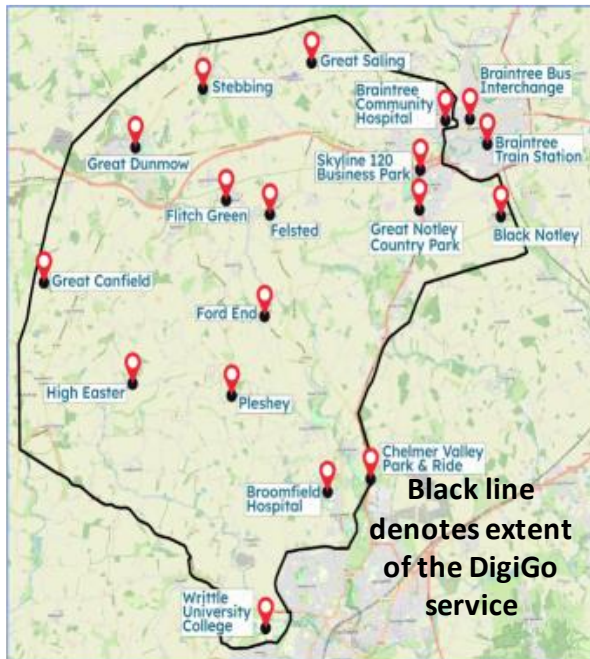 Great Saling
Stebbing
Braintree
Community
Hospital
Braintree Bus
Interchange
Great Dunmow
Skyline 120
Business Park
Braintree
Train Station
Flitch Green
Felsted
Great Notley
Country Park
Black Notley
Great Canfield
Ford End
High Easter
Pleshey
Chelmer Valley
Park & Ride
Broomfield
Hospital
Black line
denotes extent
of the DigiGo
service
Writtle
University
College